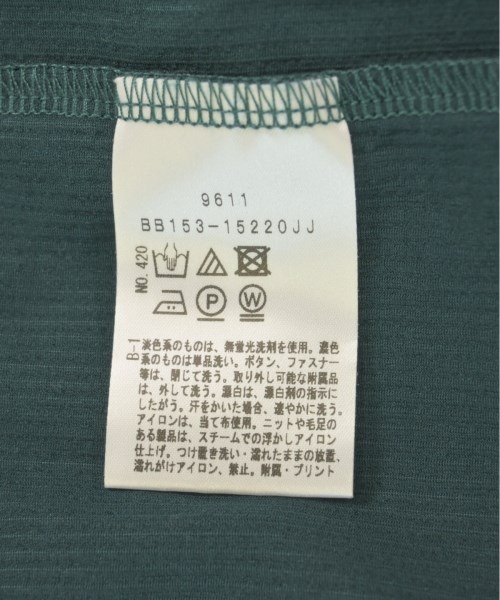 9611
BB153-15220JJ
NO.420
P W
B-1
淡色系のものは、無蛍光洗剤を使用。濃色
系のものは単品洗い。ボタン、ファスナー
等は、閉じて洗う。取り外し可能な附属品
は、外して洗う。漂白は、漂白剤の指示に
したがう。汗をかいた場合、速やかに洗う。
アイロンは、当て布使用。ニットや毛足の
ある製品は、スチームでの浮かしアイロン
仕上げ。つけ置き洗い・濡れたままの放置、
濡れがけアイロン、禁止。附属・プリント